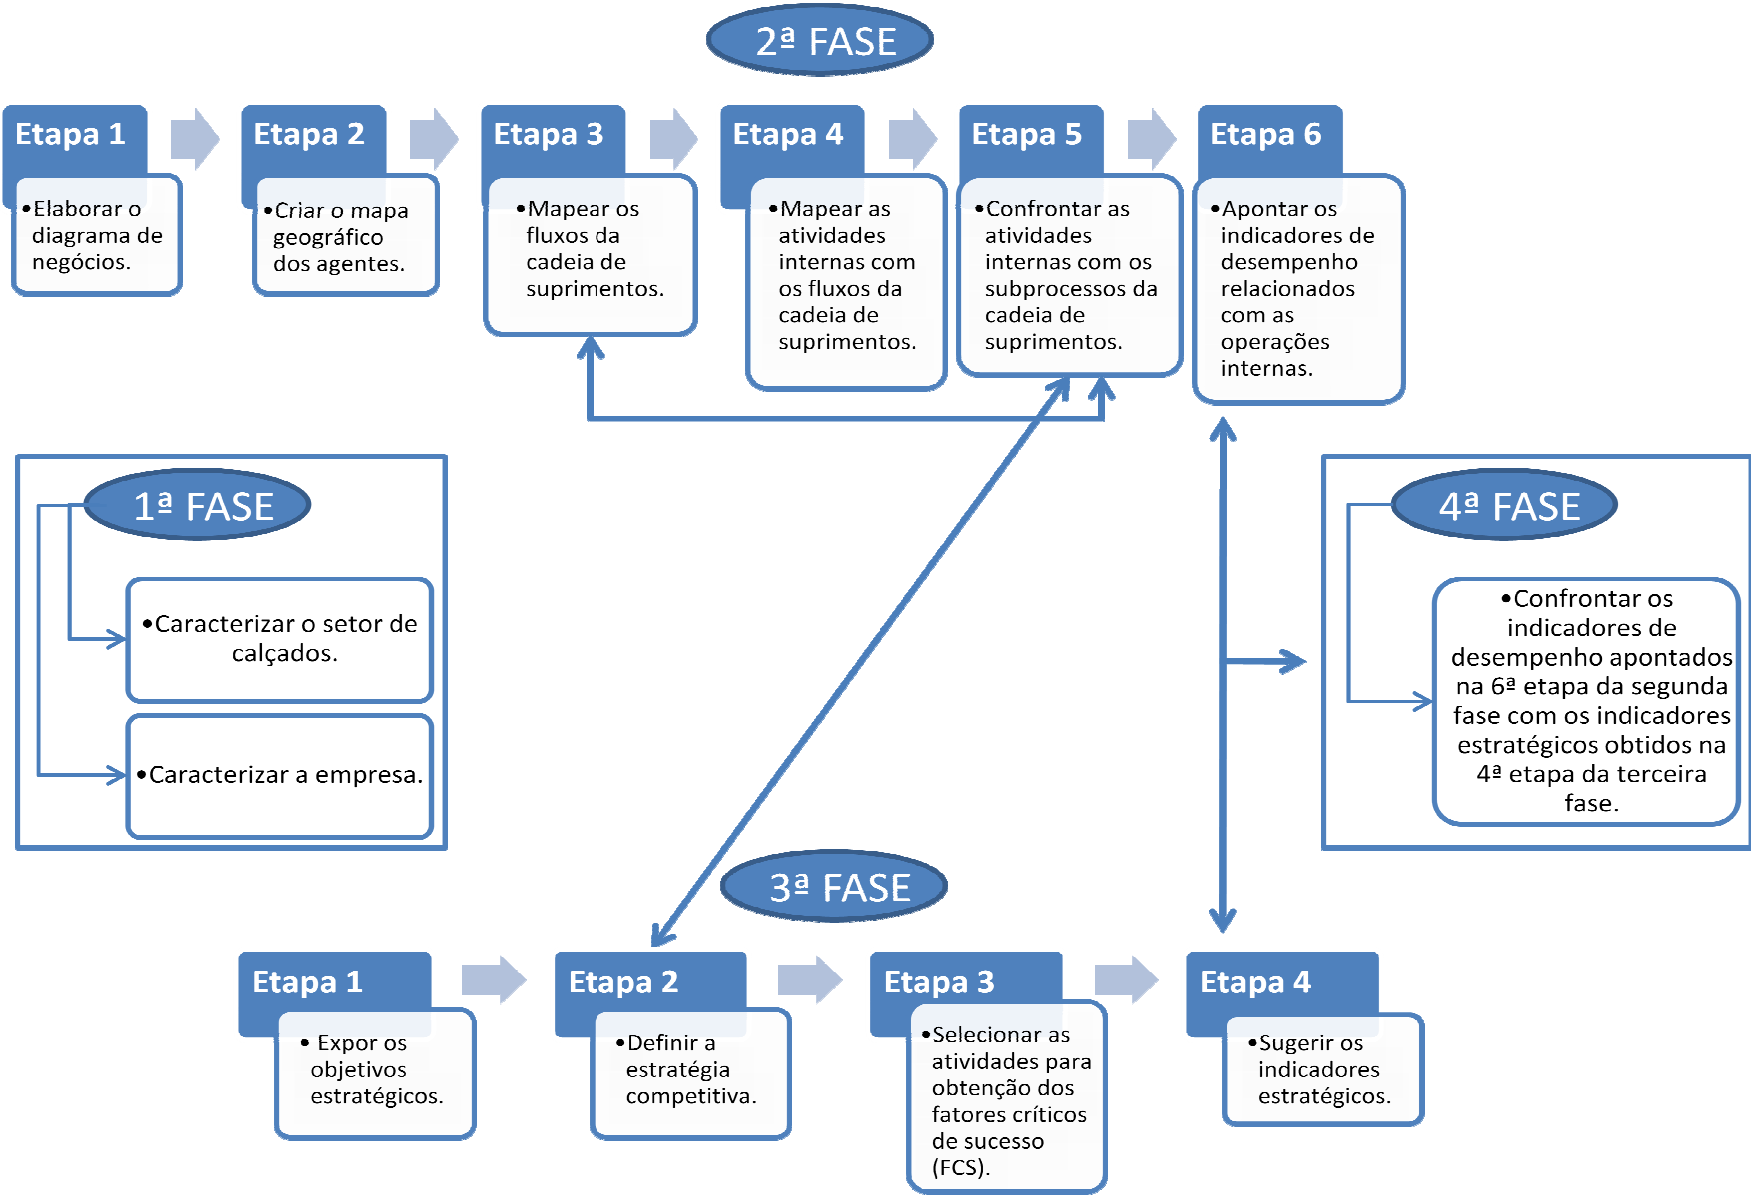 2ª FASE
Etapa 1
•Elaborar o
diagrama de
negócios.
Etapa 2
•Criar o mapa
geográfico
dos agentes.
Etapa 3
•Mapear os
fluxos da
cadeia de
suprimentos.
Etapa 4
•Mapear as
atividades
internas com
os fluxos da
cadeia de
suprimentos.
Etapa 5
•Confrontar as
atividades
internas com os
subprocessos da
cadeia de
suprimentos.
Etapa 6
•Apontar os
indicadores de
desempenho
relacionados
com as
operações
internas.
1ª FASE
•Caracterizar o setor de
calçados.
•Caracterizar a empresa.
4ª FASE
•Confrontar os
indicadores de
desempenho apontados
na 6ª etapa da segunda
fase com os indicadores
estratégicos obtidos na
4ª etapa da terceira
fase.
3ª FASE
Etapa 1
• Expor os
objetivos
estratégicos.
Etapa 2
•Definir a
estratégia
competitiva.
Etapa 3
•Selecionar as
atividades para
obtenção dos
fatores críticos
de sucesso
(FCS).
Etapa 4
•Sugerir os
indicadores
estratégicos.